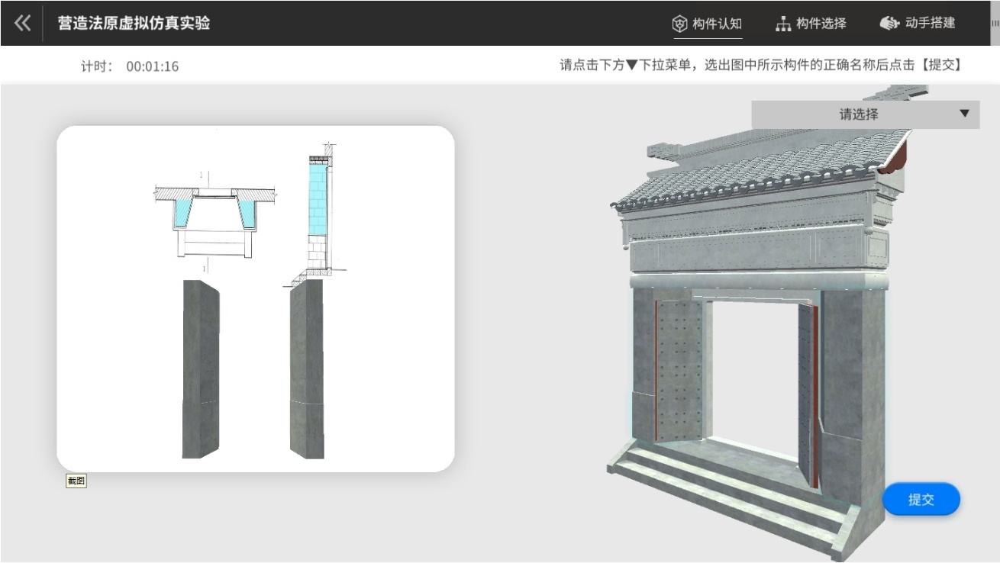 营造法原虚拟仿真实验
构件认知
构件选择
动手搭建
计时： 00:01:16
请点击下方▼下拉菜单，选出图中所示构件的正确名称后点击【提交】
请选择 ▼
1
1
截图
提交